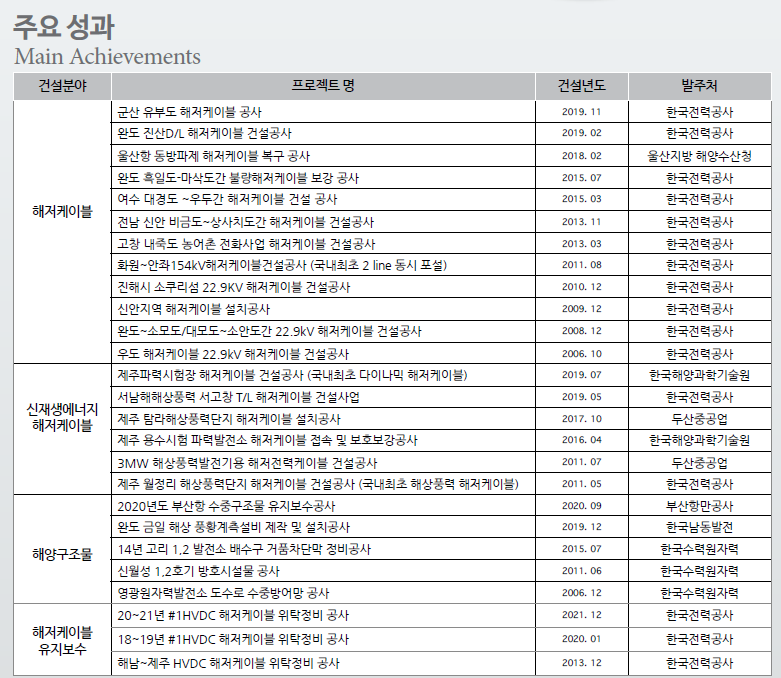 주요 성과
Main Achievements
건설분야 프로젝트 명 건설년도 발주처
해저케이블
군산 유부도 해저케이블 공사 2019. 11 한국전력공사
완도 진산D/L 해저케이블 건설공사 2019. 02 한국전력공사
울산항 동방파제 해저케이블 복구 공사 2018. 02 울산지방 해양수산청
완도 흑일도-마삭도간 불량해저케이블 보강 공사 2015. 07 한국전력공사
여수 대경도 ~우두간 해저케이블 건설 공사 2015. 03 한국전력공사
전남 신안 비금도~상사치도간 해저케이블 건설공사 2013. 11 한국전력공사
고창 내죽도 농어촌 전화사업 해저케이블 건설공사 2013. 03 한국전력공사
화원~안좌154kV해저케이블건설공사 (국내최초 2 line 동시 포설) 2011. 08 한국전력공사
진해시 소쿠리섬 22.9KV 해저케이블 건설공사 2010. 12 한국전력공사
신안지역 해저케이블 설치공사 2009. 12 한국전력공사
완도~소모도/대모도~소안도간 22.9kV 해저케이블 건설공사 2008. 12 한국전력공사
우도 해저케이블 22.9kV 해저케이블 건설공사 2006. 10 한국전력공사
신재생에너지
해저케이블
제주파력시험장 해저케이블 건설공사 (국내최초 다이나믹 해저케이블) 2019. 07 한국해양과학기술원
서남해해상풍력 서고창 T/L 해저케이블 건설사업 2019. 05 한국전력공사
제주 탐라해상풍력단지 해저케이블 설치공사 2017. 10 두산중공업
제주 용수시험 파력발전소 해저케이블 접속 및 보호보강공사 2016. 04 한국해양과학기술원
3MW 해상풍력발전기용 해저전력케이블 건설공사 2011. 07 두산중공업
제주 월정리 해상풍력단지 해저케이블 건설공사 (국내최초 해상풍력 해저케이블) 2011. 05 한국전력공사
해양구조물
2020년도 부산항 수중구조물 유지보수공사 2020. 09 부산항만공사
완도 금일 해상 풍황계측설비 제작 및 설치공사 2019. 12 한국남동발전
14년 고리 1,2 발전소 배수구 거품차단막 정비공사 2015. 07 한국수력원자력
신월성 1,2호기 방호시설물 공사 2011. 06 한국수력원자력
영광원자력발전소 도수로 수중방어망 공사 2006. 12 한국수력원자력
해저케이블
유지보수
20~21년 #1HVDC 해저케이블 위탁정비 공사 2021. 12 한국전력공사
18~19년 #1HVDC 해저케이블 위탁정비 공사 2020. 01 한국전력공사
해남~제주 HVDC 해저케이블 위탁정비 공사 2013. 12 한국전력공사